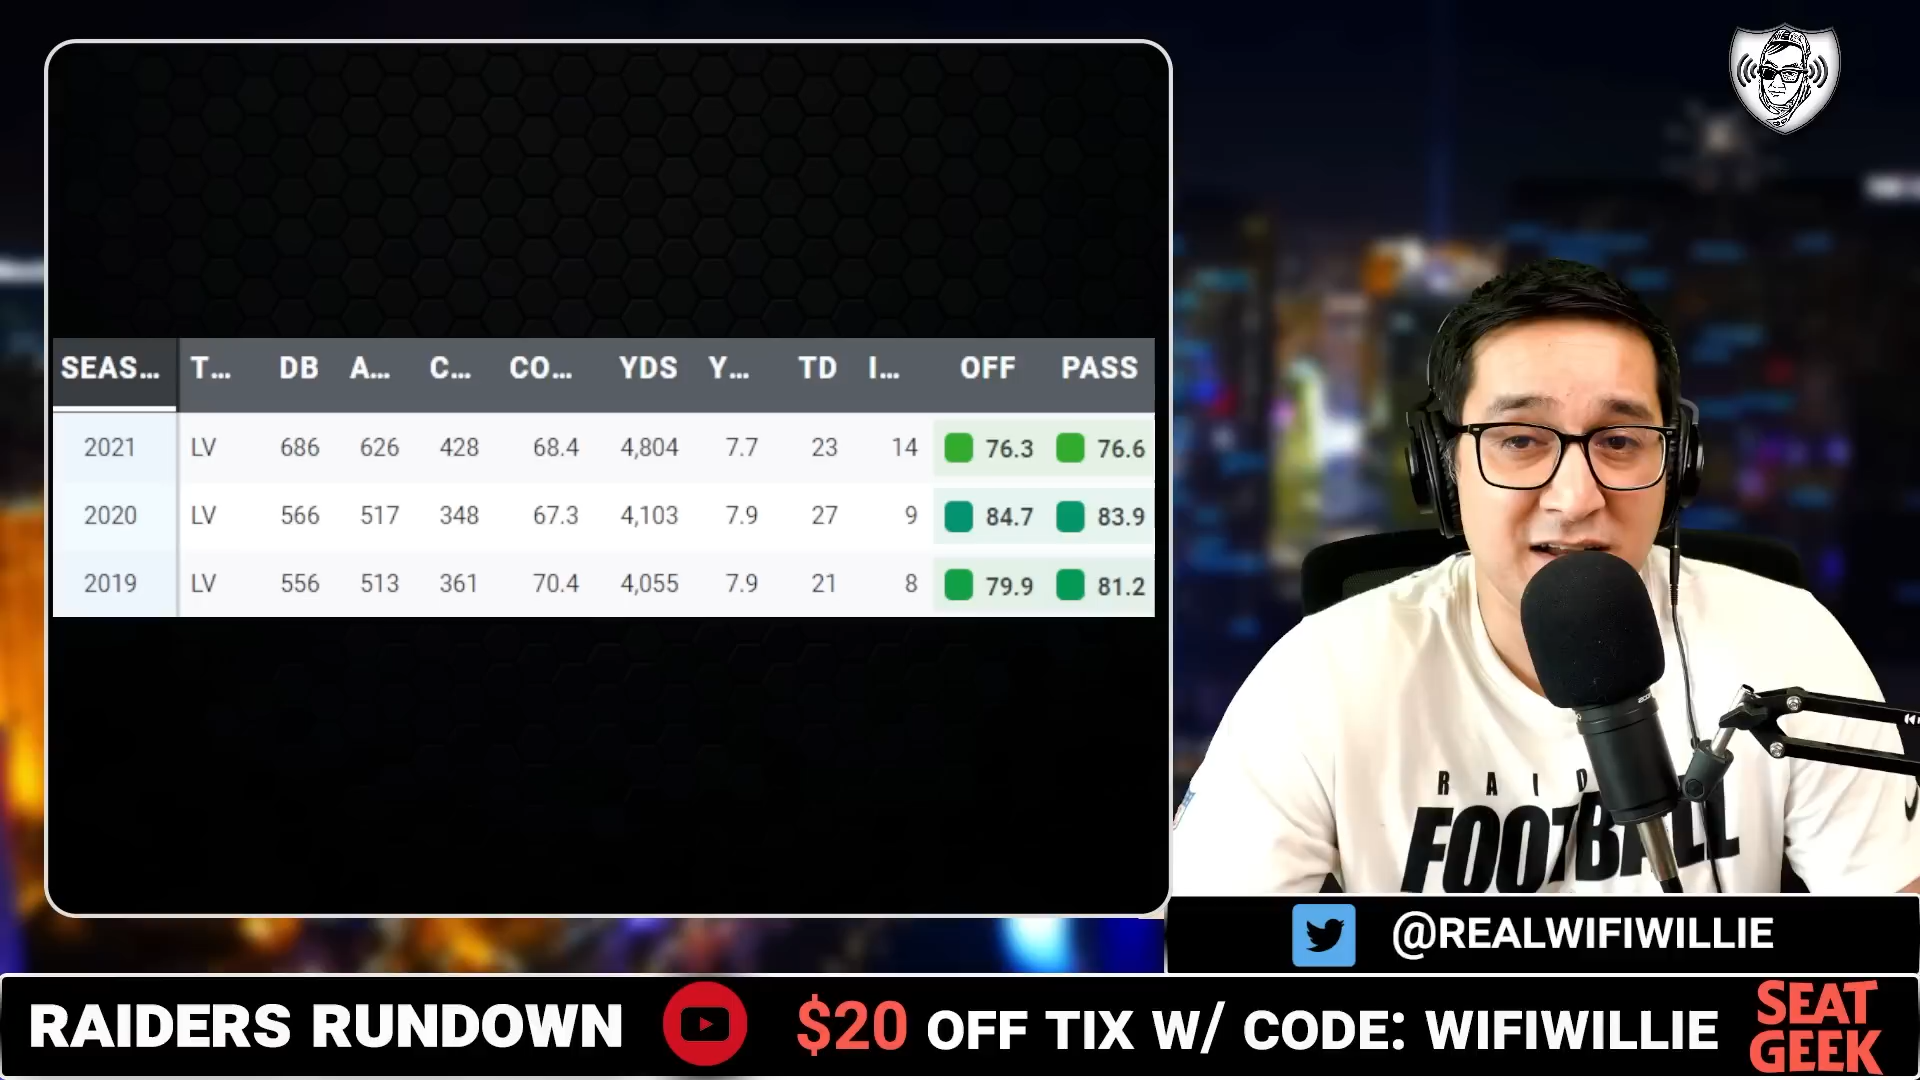 SEAS... T... DB A... C... CO... YDS Y... TD I... OFF PASS
2021 LV 686 626 428 68.4 4,804 7.7 23 14 76.3 76.6
2020 LV 566 517 348 67.3 4,103 7.9 27 9 84.7 83.9
2019 LV 556 513 361 70.4 4,055 7.9 21 8 79.9 81.2
RAID
FOOTBALL
@REALWIFIWILLIE
RAIDERS RUNDOWN
$20 OFF TIX W/ CODE: WIFIWILLIE
SEAT
GEEK